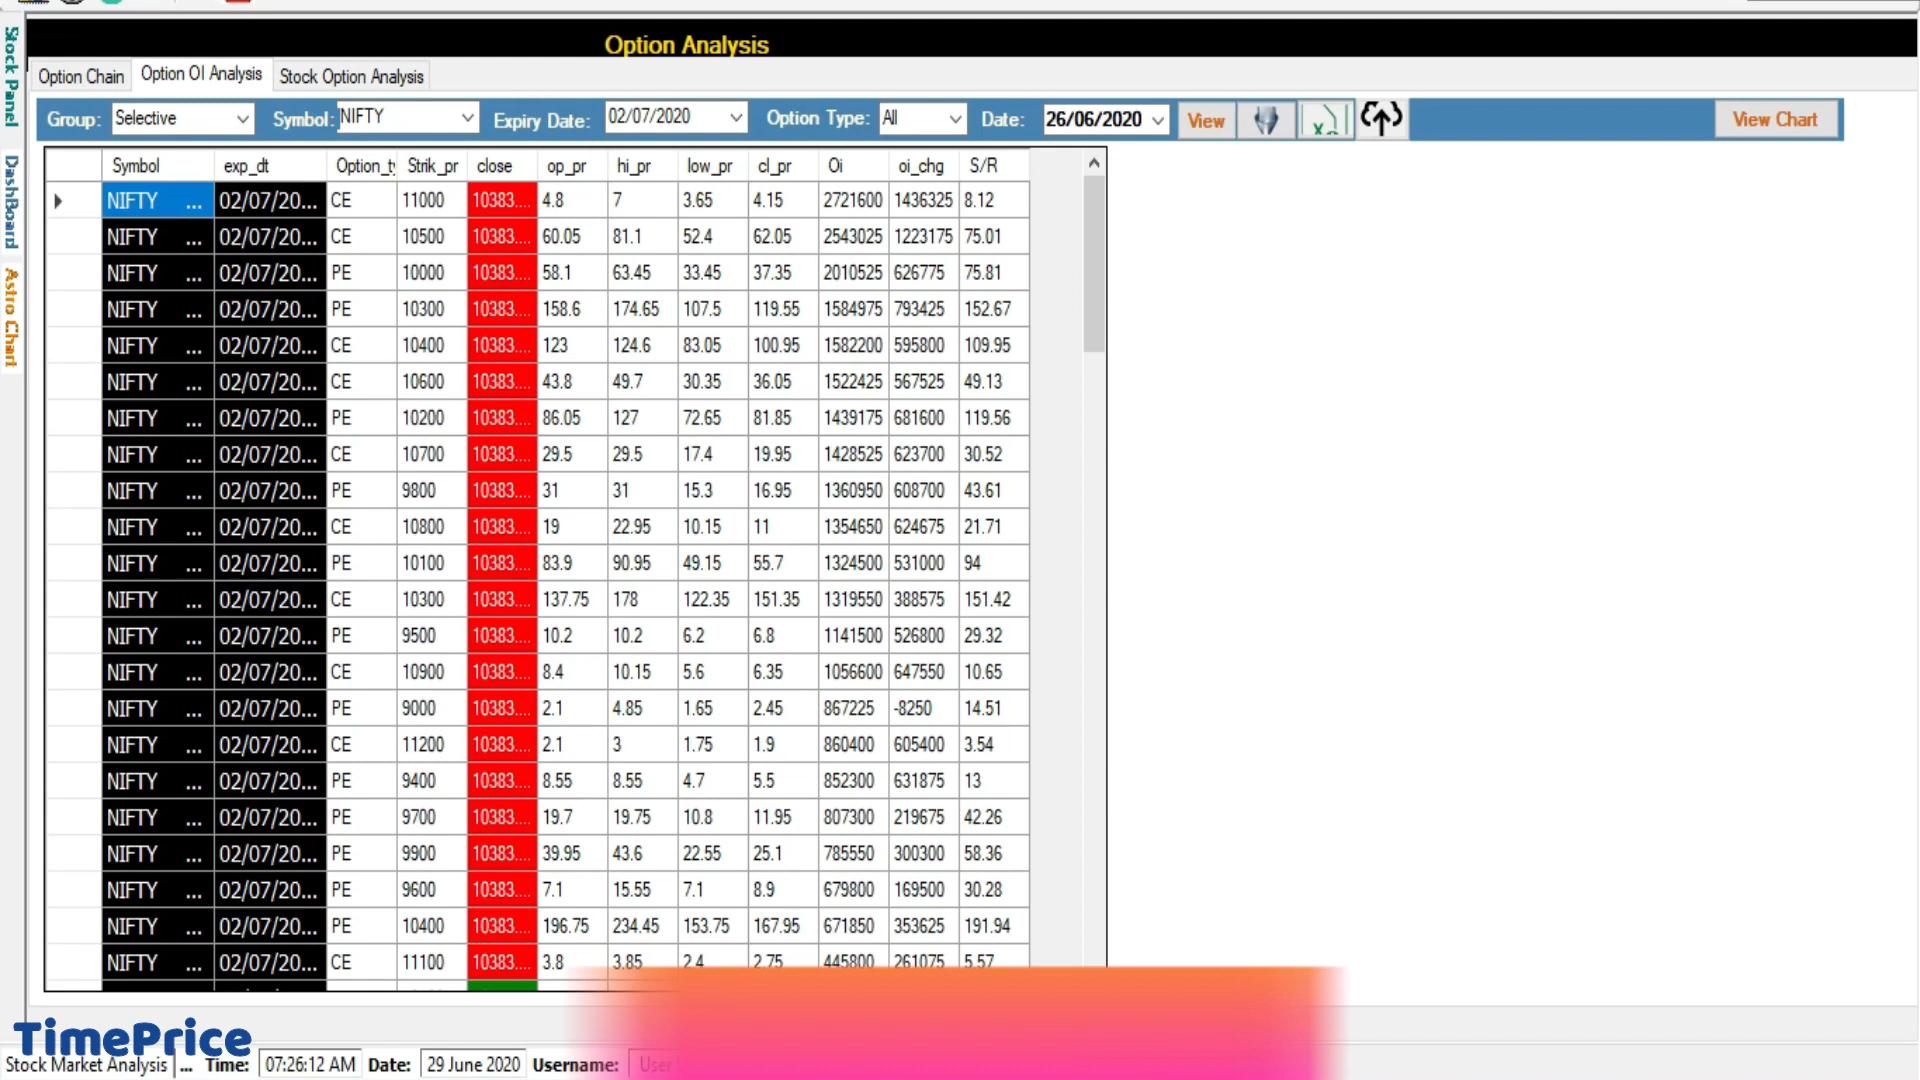 Option Analysis
Stock Panel
DashBoard
Astro Chart
Option Chain Option OI Analysis Stock Option Analysis
Group: Selective Symbol: NIFTY Expiry Date: 02/07/2020 Option Type: All Date: 26/06/2020 View View Chart
Symbol exp_dt Option_ty Strik_pr close op_pr hi_pr low_pr cl_pr Oi oi_chg S/R
NIFTY ... 02/07/20... CE 11000 10383.... 4.8 7 3.65 4.15 2721600 1436325 8.12
NIFTY ... 02/07/20... CE 10500 10383.... 60.05 81.1 52.4 62.05 2543025 1223175 75.01
NIFTY ... 02/07/20... PE 10000 10383.... 58.1 63.45 33.45 37.35 2010525 626775 75.81
NIFTY ... 02/07/20... PE 10300 10383.... 158.6 174.65 107.5 119.55 1584975 793425 152.67
NIFTY ... 02/07/20... CE 10400 10383.... 123 124.6 83.05 100.95 1582200 595800 109.95
NIFTY ... 02/07/20... CE 10600 10383.... 43.8 49.7 30.35 36.05 1522425 567525 49.13
NIFTY ... 02/07/20... PE 10200 10383.... 86.05 127 72.65 81.85 1439175 681600 119.56
NIFTY ... 02/07/20... CE 10700 10383.... 29.5 29.5 17.4 19.95 1428525 623700 30.52
NIFTY ... 02/07/20... PE 9800 10383.... 31 31 15.3 16.95 1360950 608700 43.61
NIFTY ... 02/07/20... CE 10800 10383.... 19 22.95 10.15 11 1354650 624675 21.71
NIFTY ... 02/07/20... PE 10100 10383.... 83.9 90.95 49.15 55.7 1324500 531000 94
NIFTY ... 02/07/20... CE 10300 10383.... 137.75 178 122.35 151.35 1319550 388575 151.42
NIFTY ... 02/07/20... PE 9500 10383.... 10.2 10.2 6.2 6.8 1141500 526800 29.32
NIFTY ... 02/07/20... CE 10900 10383.... 8.4 10.15 5.6 6.35 1056600 647550 10.65
NIFTY ... 02/07/20... PE 9000 10383.... 2.1 4.85 1.65 2.45 867225 -8250 14.51
NIFTY ... 02/07/20... CE 11200 10383.... 2.1 3 1.75 1.9 860400 605400 3.54
NIFTY ... 02/07/20... PE 9400 10383.... 8.55 8.55 4.7 5.5 852300 631875 13
NIFTY ... 02/07/20... PE 9700 10383.... 19.7 19.75 10.8 11.95 807300 219675 42.26
NIFTY ... 02/07/20... PE 9900 10383.... 39.95 43.6 22.55 25.1 785550 300300 58.36
NIFTY ... 02/07/20... PE 9600 10383.... 7.1 15.55 7.1 8.9 679800 169500 30.28
NIFTY ... 02/07/20... PE 10400 10383.... 196.75 234.45 153.75 167.95 671850 353625 191.94
NIFTY ... 02/07/20... CE 11100 10383.... 3.8 3.85 2.4 2.75 445800 261075 5.57
TimePrice
Stock Market Analysis ... Time: 07:26:12 AM Date: 29 June 2020 Username: User